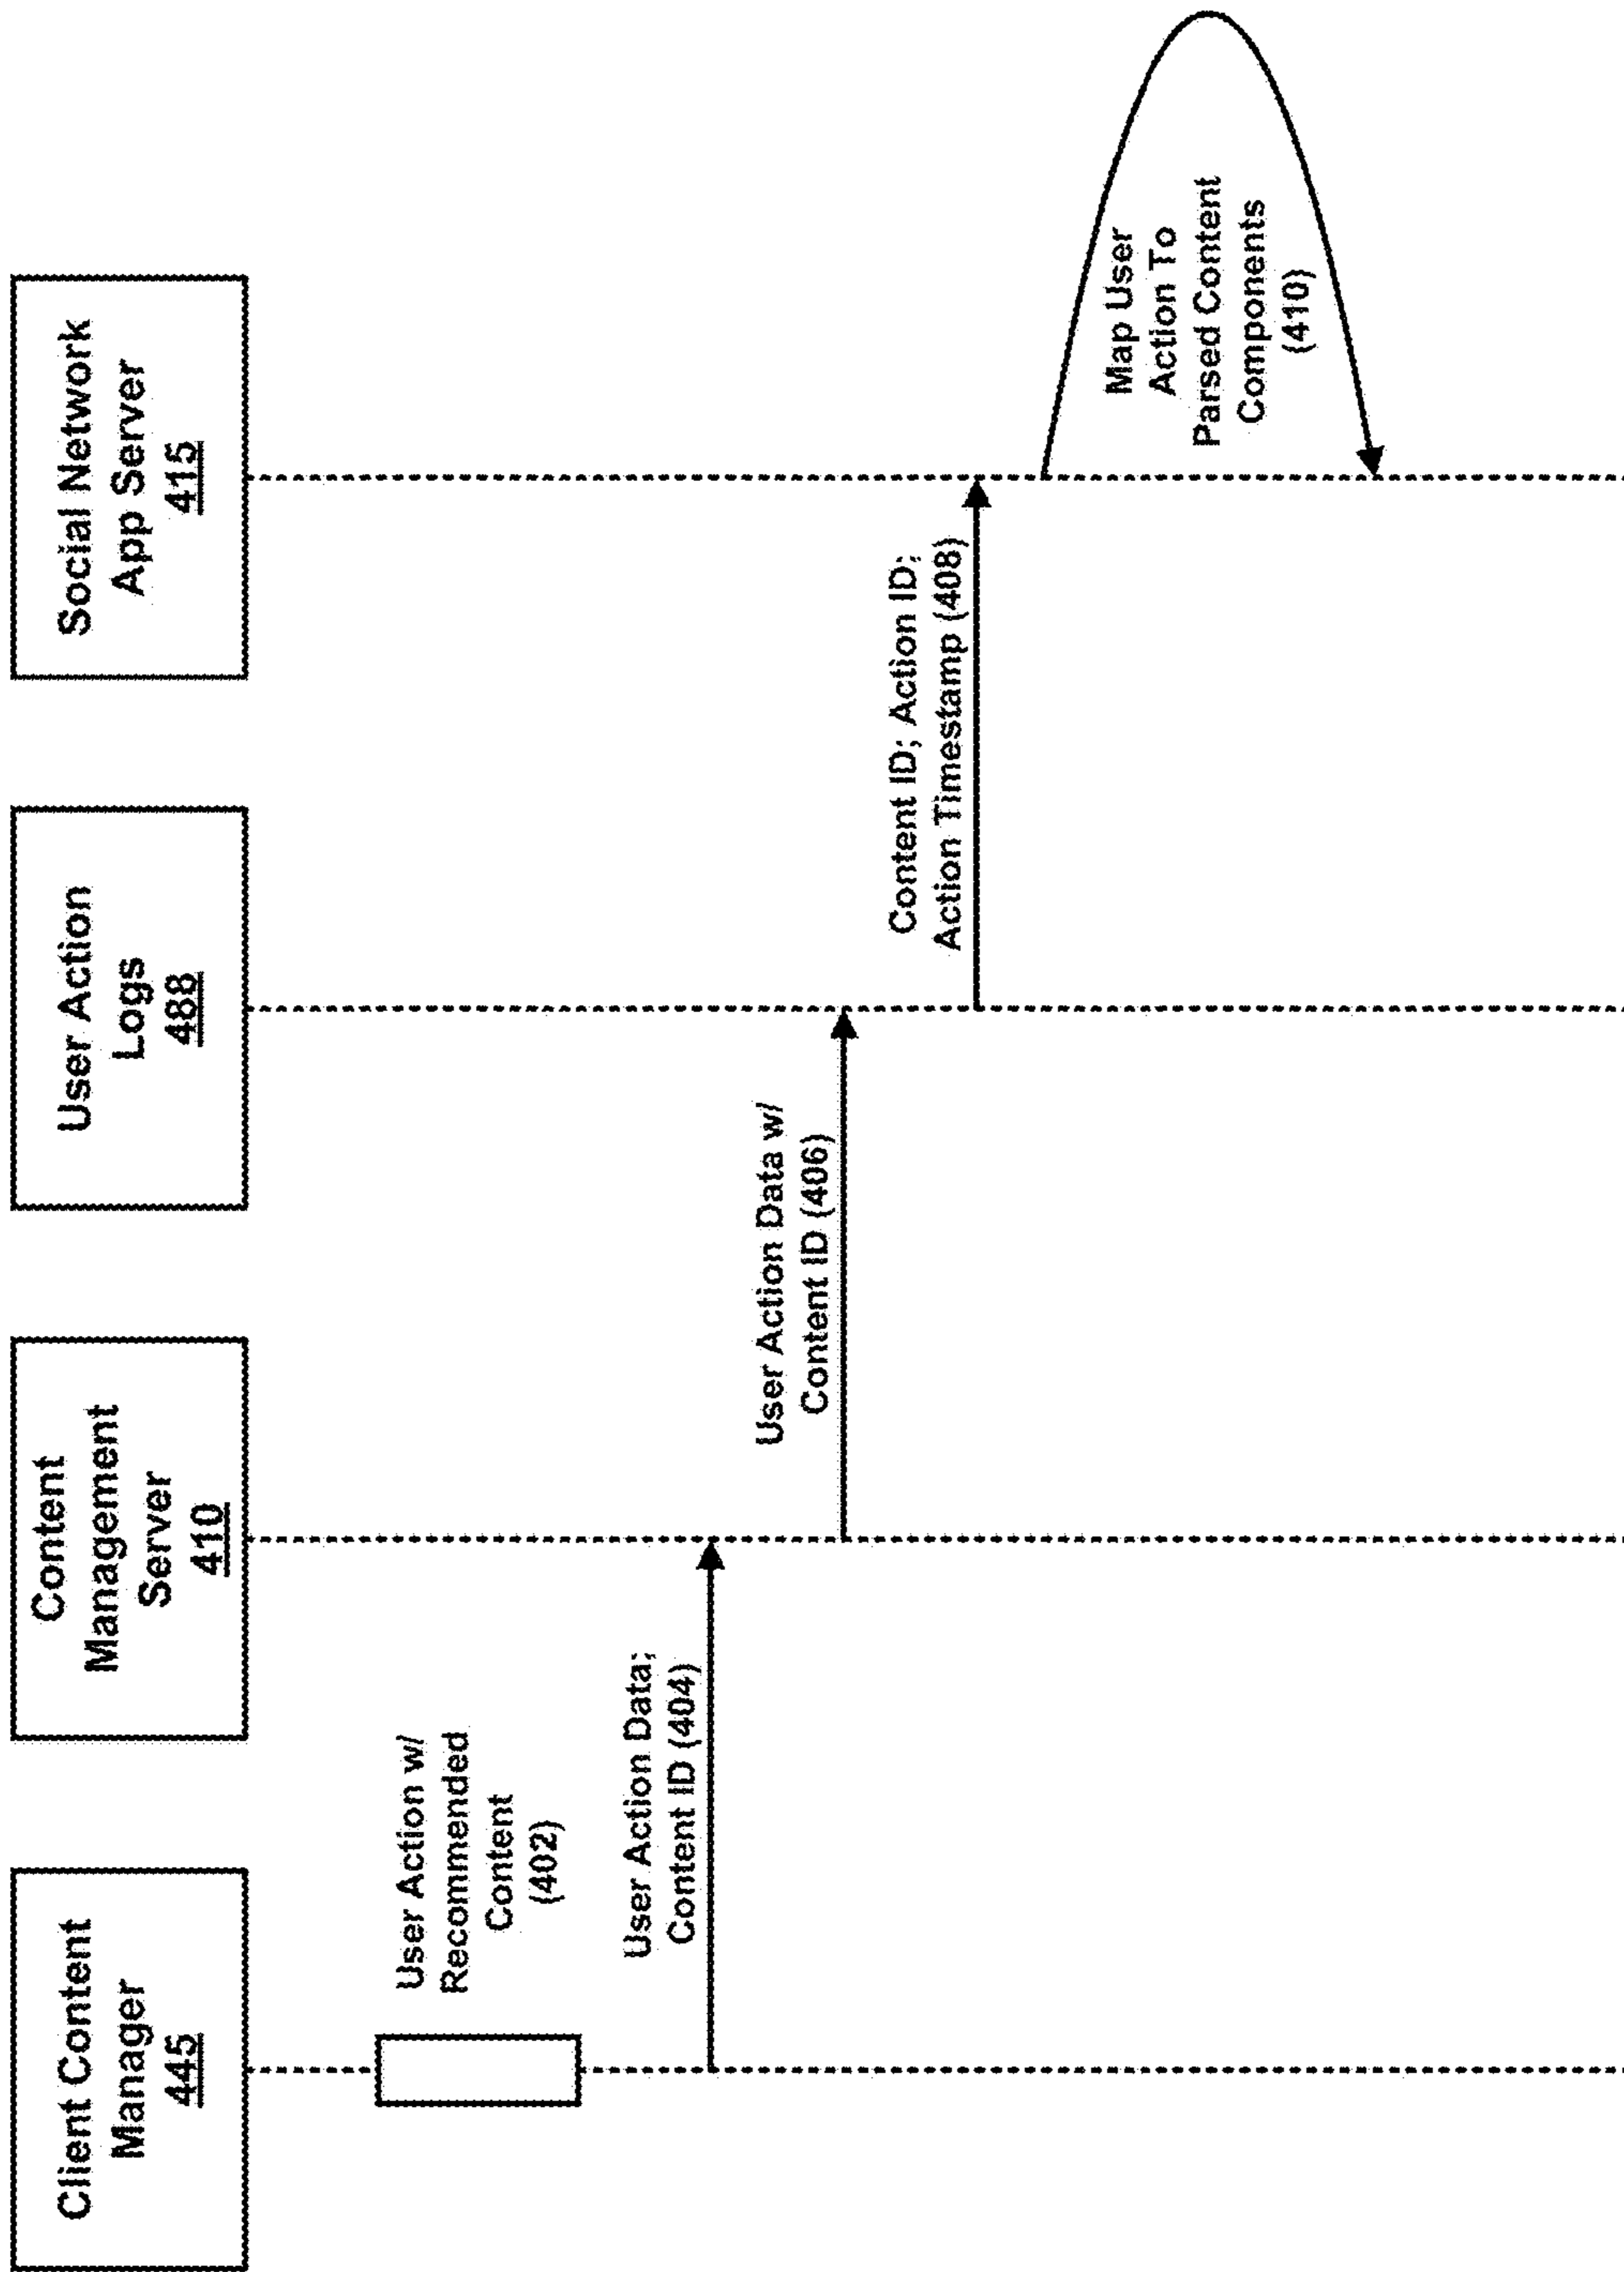 Client Content
Manager
445
Content
Management
Server
410
User Action
Logs
488
Social Network
App Server
415
User Action w/
Recommended
Content
(402)
User Action Data;
Content ID (404)
User Action Data w/
Content ID (406)
Content ID; Action ID;
Action Timestamp (408)
Map User
Action To
Parsed Content
Components
(410)